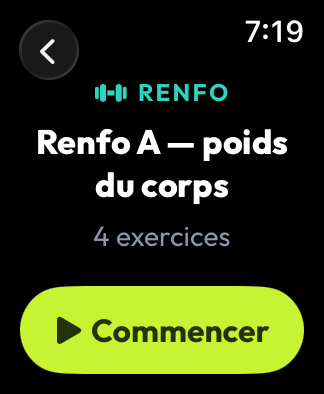 7:19
RENFO
Renfo A — poids
du corps
4 exercices
Commencer